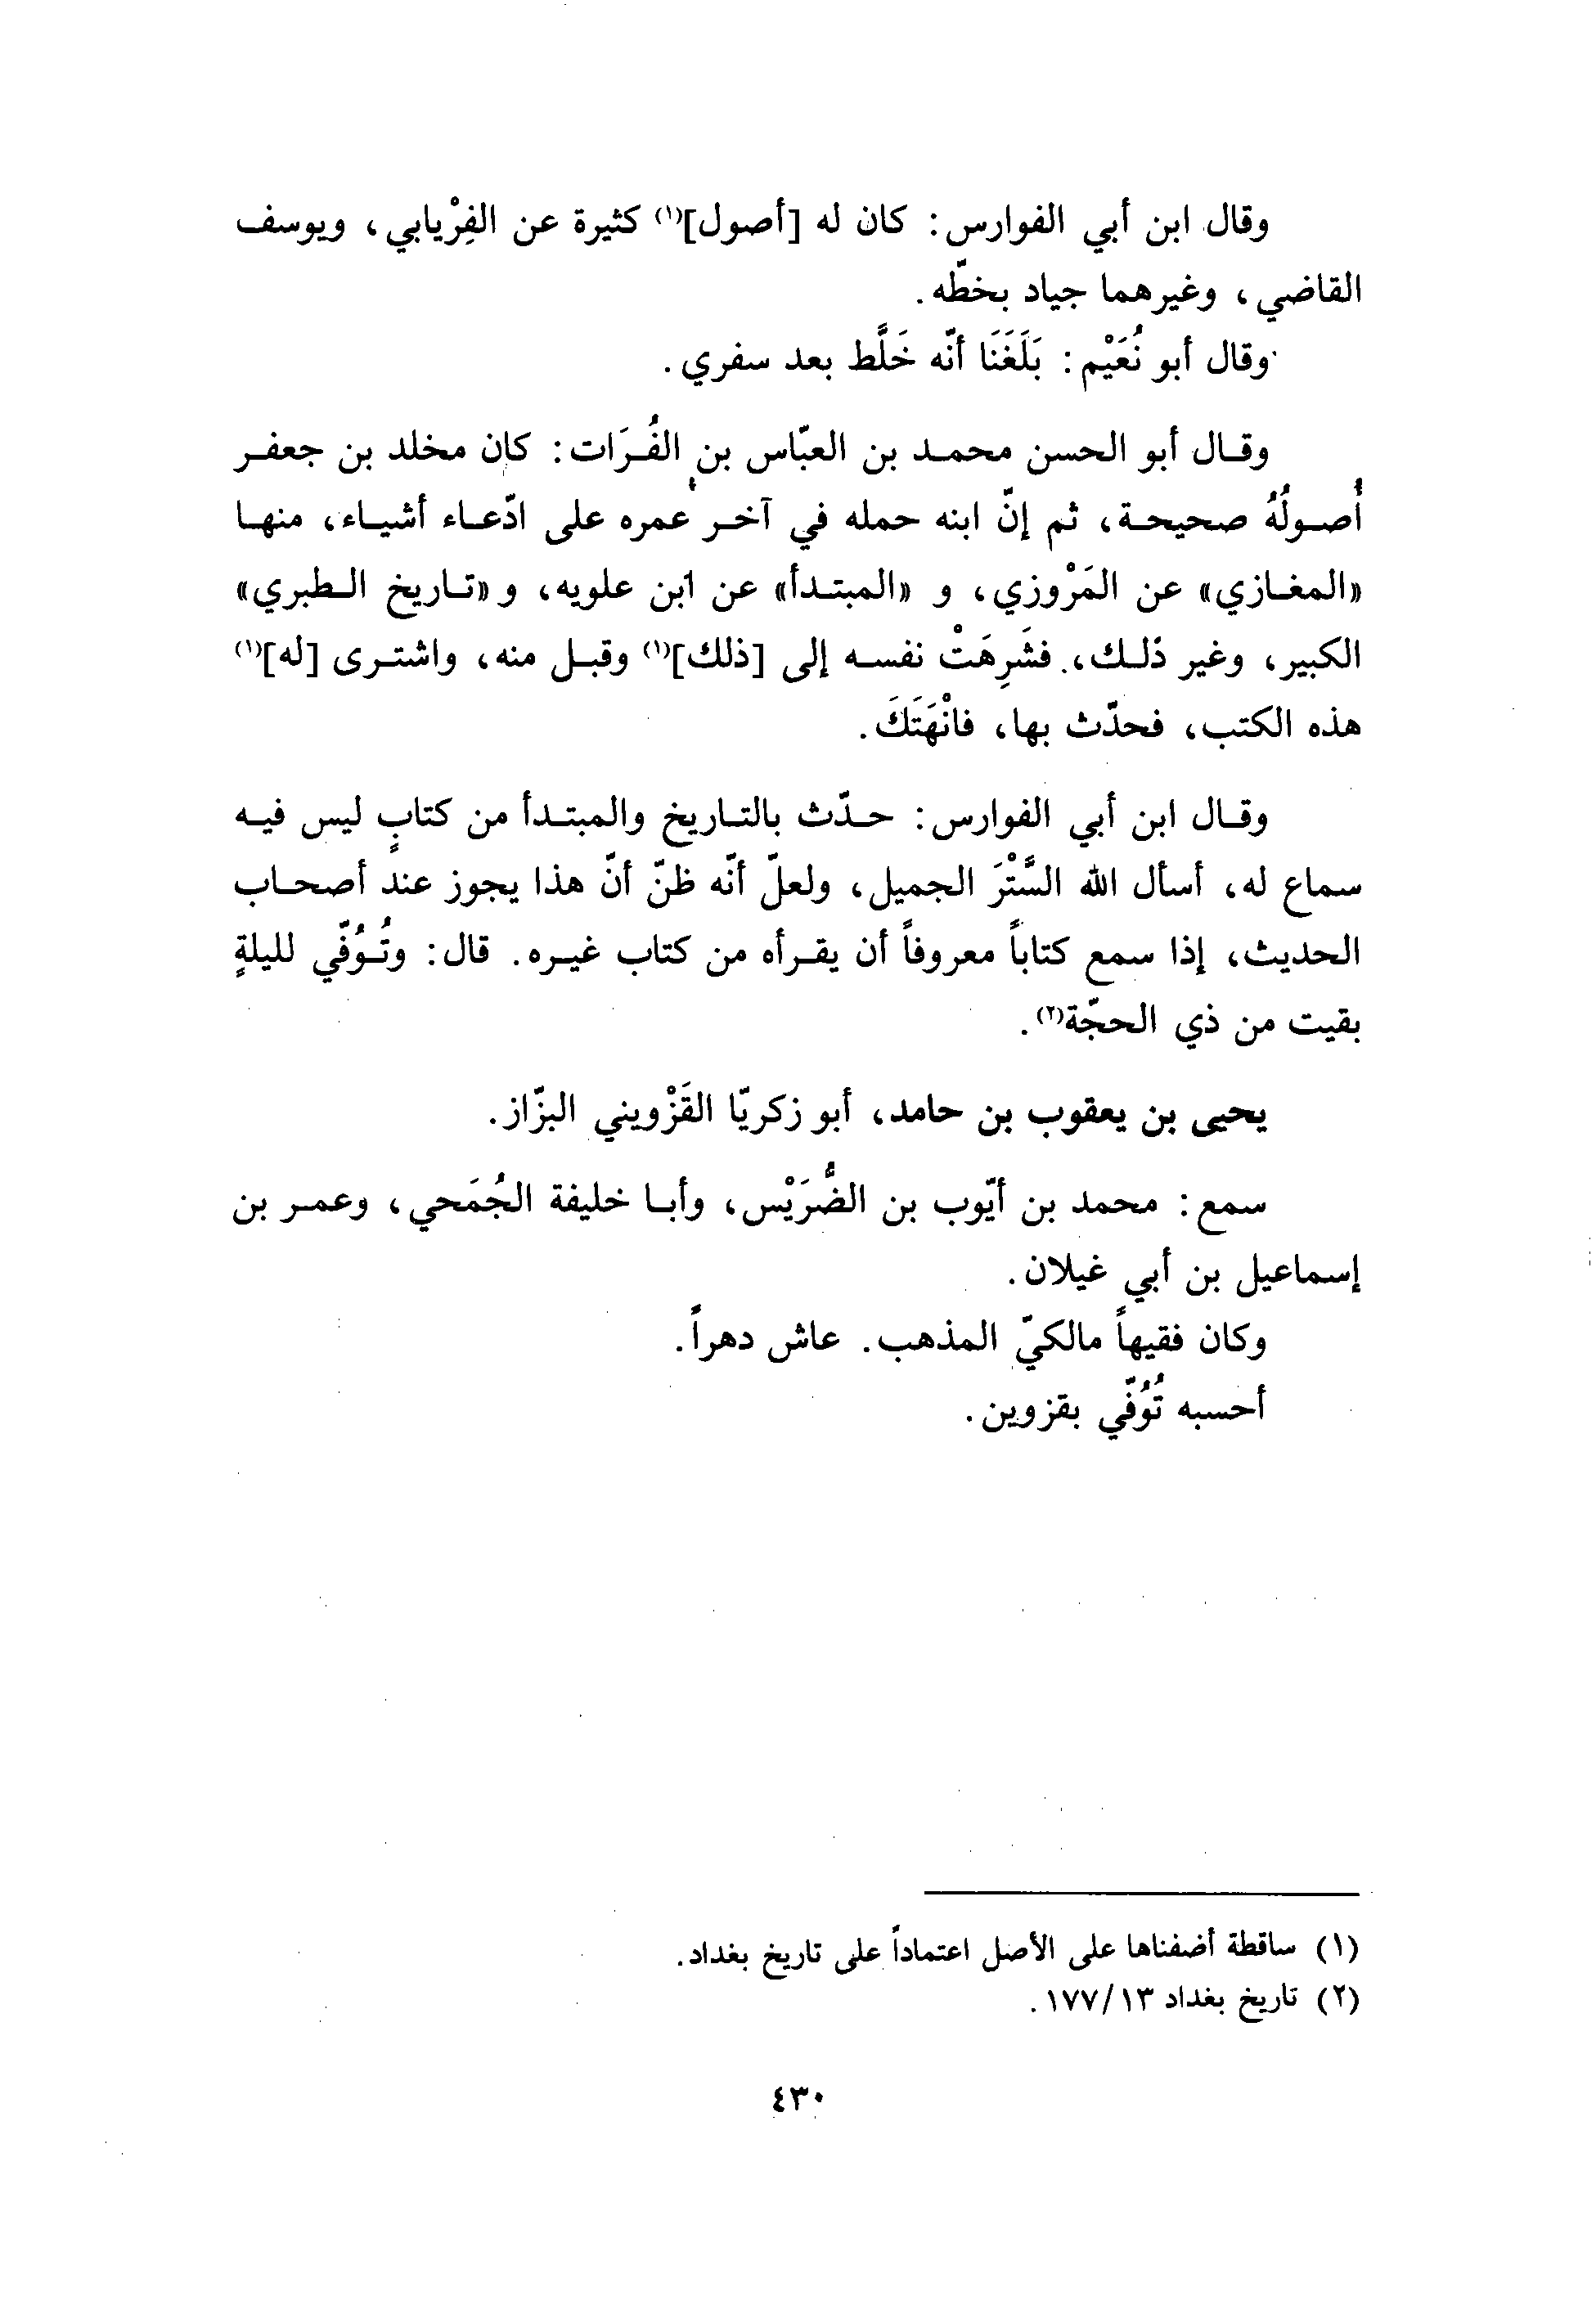 وقال ابن أبي الفوارس: كان له [أصول]⁽¹⁾ كثيرة عن الفِرْيابي، ويوسف
القاضي، وغيرهما جياد بخطّه.
وقال أبو نُعَيْم: بَلَغَنَا أنّه خَلَّط بعد سفري.
وقال أبو الحسن محمد بن العبّاس بن الفُرَات: كان مخلد بن جعفر
أُصولُهُ صحيحة، ثم إنّ ابنه حمله في آخر عمره على ادّعاء أشياء، منها
«المغازي» عن المَرْوزي، و «المبتدأ» عن ابن علويه، و«تاريخ الطبري»
الكبير، وغير ذلك،. فشَرِهَتْ نفسه إلى [ذلك]⁽¹⁾ وقبل منه، واشترى [له]⁽¹⁾
هذه الكتب، فحدّث بها، فانْهَتَكَ.
وقال ابن أبي الفوارس: حدّث بالتاريخ والمبتدأ من كتابٍ ليس فيه
سماع له، أسأل الله السَّتْرَ الجميل، ولعلّ أنّه ظنّ أنّ هذا يجوز عند أصحاب
الحديث، إذا سمع كتاباً معروفاً أن يقرأه من كتاب غيره. قال: وتُوُفّي لليلةٍ
بقيت من ذي الحجّة⁽²⁾.
يحيى بن يعقوب بن حامد، أبو زكريّا القَزْويني البزّاز.
سمع: محمد بن أيّوب بن الضُّرَيْس، وأبا خليفة الجُمَحي، وعمر بن
إسماعيل بن أبي غيلان.
وكان فقيهاً مالكيّ المذهب. عاش دهراً.
أحسبه تُوُفّي بقزوين.
(١) ساقطة أضفناها على الأصل اعتماداً على تاريخ بغداد.
(٢) تاريخ بغداد ١٣/١٧٧.
٤٣٠